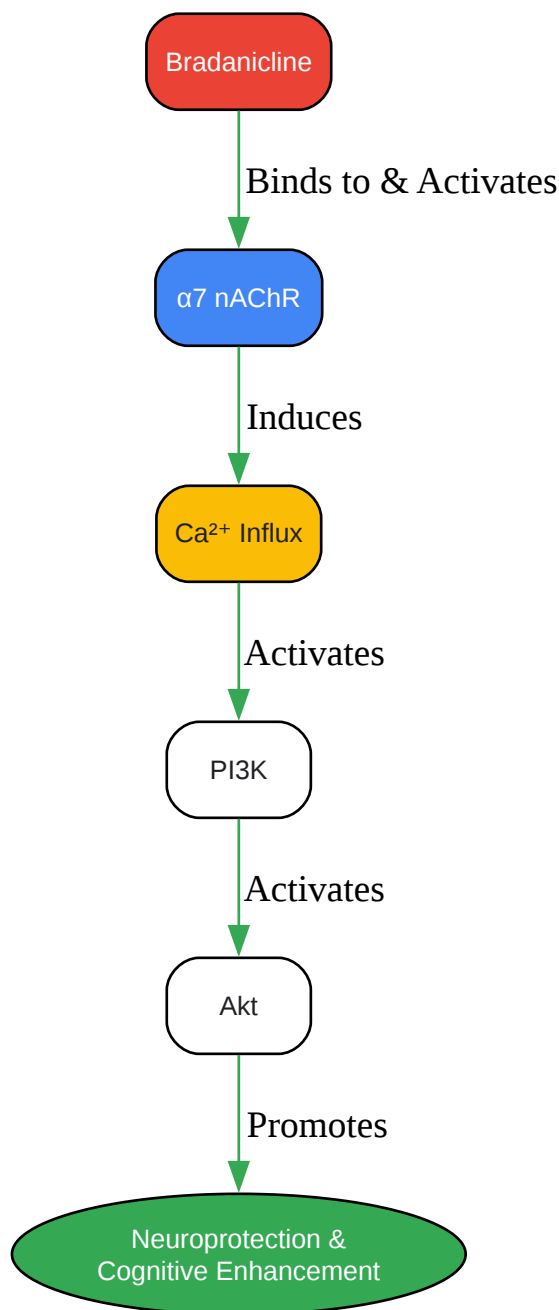 Bradanicline
Binds to & Activates
α7 nAChR
Induces
Ca²⁺ Influx
Activates
PI3K
Activates
Akt
Promotes
Neuroprotection &
Cognitive Enhancement